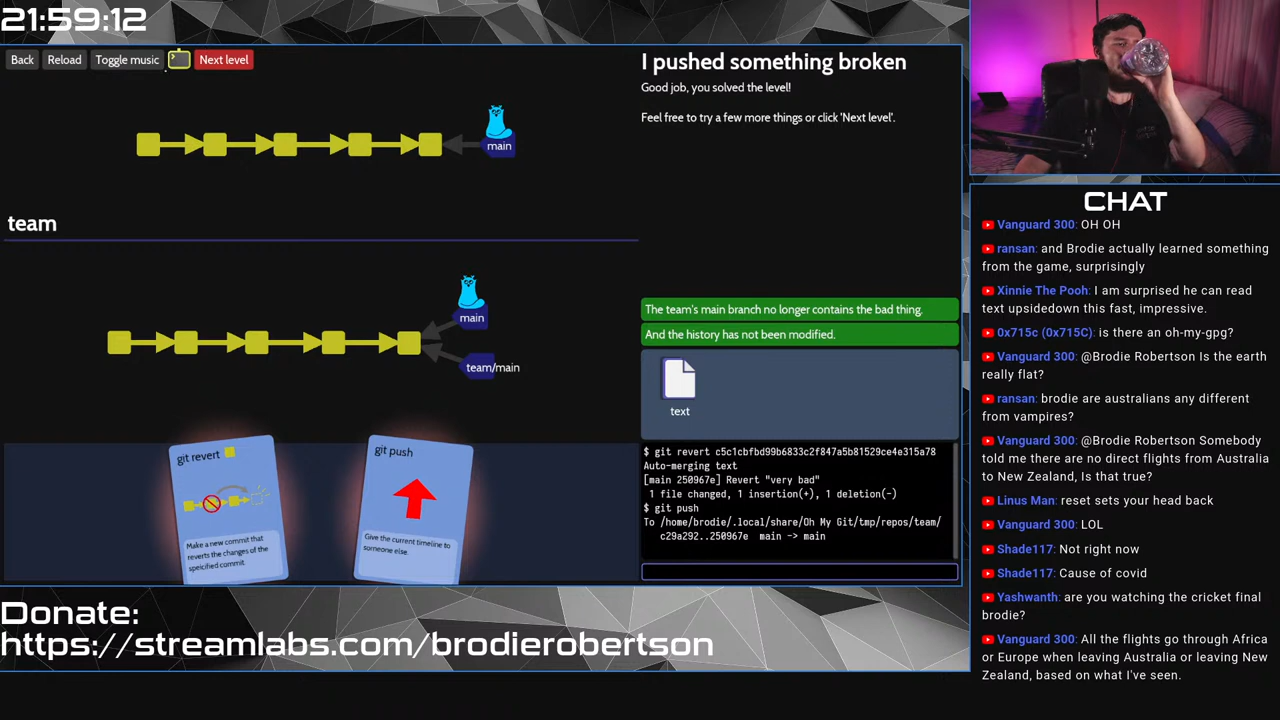 21:59:12
Back
Reload
Toggle music
Next level
main
team
main
team/main
git revert
Make a new commit that
reverts the changes of the
speicified commit.
git push
Give the current timeline to
someone else.
I pushed something broken
Good job, you solved the level!
Feel free to try a few more things or click 'Next level'.
The team's main branch no longer contains the bad thing.
And the history has not been modified.
text
$ git revert c5c1cbfbd99b6833c2f847a5b81529ce4e315a78
Auto-merging text
[main 250967e] Revert "very bad"
1 file changed, 1 insertion(+), 1 deletion(-)
$ git push
To /home/brodie/.local/share/Oh My Git/tmp/repos/team/
c29a292..250967e main -> main
Donate:
https://streamlabs.com/brodierobertson
CHAT
Vanguard 300: OH OH
ransan: and Brodie actually learned something
from the game, surprisingly
Xinnie The Pooh: I am surprised he can read
text upsidedown this fast, impressive.
0x715c (0x715C): is there an oh-my-gpg?
Vanguard 300: @Brodie Robertson Is the earth
really flat?
ransan: brodie are australians any different
from vampires?
Vanguard 300: @Brodie Robertson Somebody
told me there are no direct flights from Australia
to New Zealand, Is that true?
Linus Man: reset sets your head back
Vanguard 300: LOL
Shade117: Not right now
Shade117: Cause of covid
Yashwanth: are you watching the cricket final
brodie?
Vanguard 300: All the flights go through Africa
or Europe when leaving Australia or leaving New
Zealand, based on what I've seen.